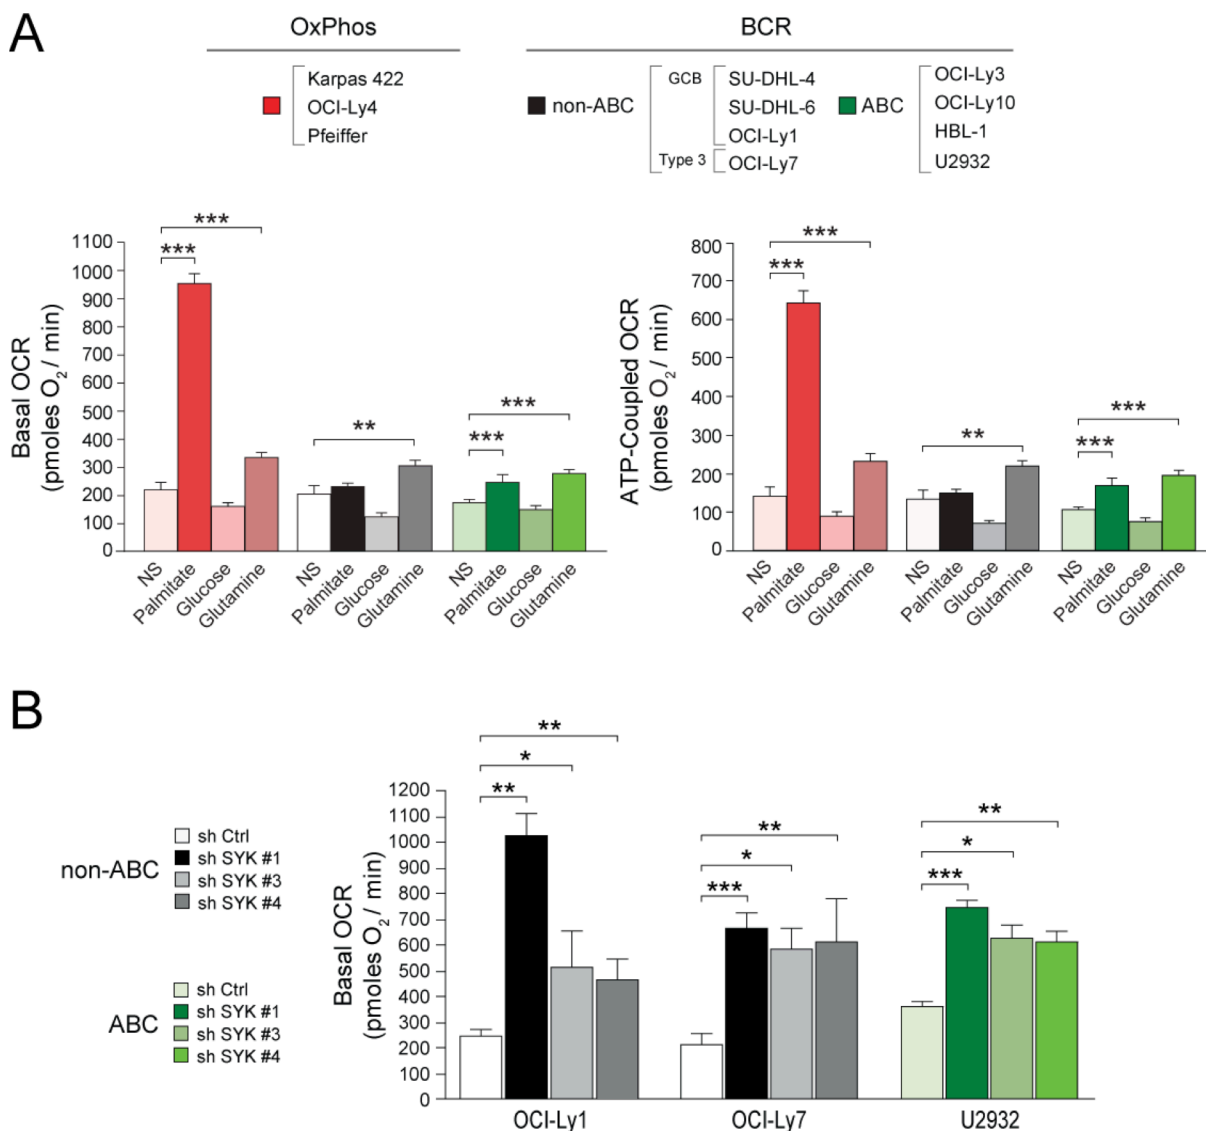 A
OxPhos
BCR
Karpas 422
OCI-Ly4
Pfeiffer
non-ABC
GCB
SU-DHL-4
SU-DHL-6
OCI-Ly1
Type 3
OCI-Ly7
ABC
OCI-Ly3
OCI-Ly10
HBL-1
U2932
Basal OCR
(pmoles O2 / min)
1100
1000
900
800
700
600
500
400
300
200
100
0
***
***
**
***
***
NS
Palmitate
Glucose
Glutamine
NS
Palmitate
Glucose
Glutamine
NS
Palmitate
Glucose
Glutamine
ATP-Coupled OCR
(pmoles O2 / min)
800
700
600
500
400
300
200
100
0
***
***
**
***
***
NS
Palmitate
Glucose
Glutamine
NS
Palmitate
Glucose
Glutamine
NS
Palmitate
Glucose
Glutamine
B
non-ABC
sh Ctrl
sh SYK #1
sh SYK #3
sh SYK #4
ABC
sh Ctrl
sh SYK #1
sh SYK #3
sh SYK #4
Basal OCR
(pmoles O2 / min)
1200
1100
1000
900
800
700
600
500
400
300
200
100
0
**
*
**
**
*
***
**
*
***
OCI-Ly1
OCI-Ly7
U2932